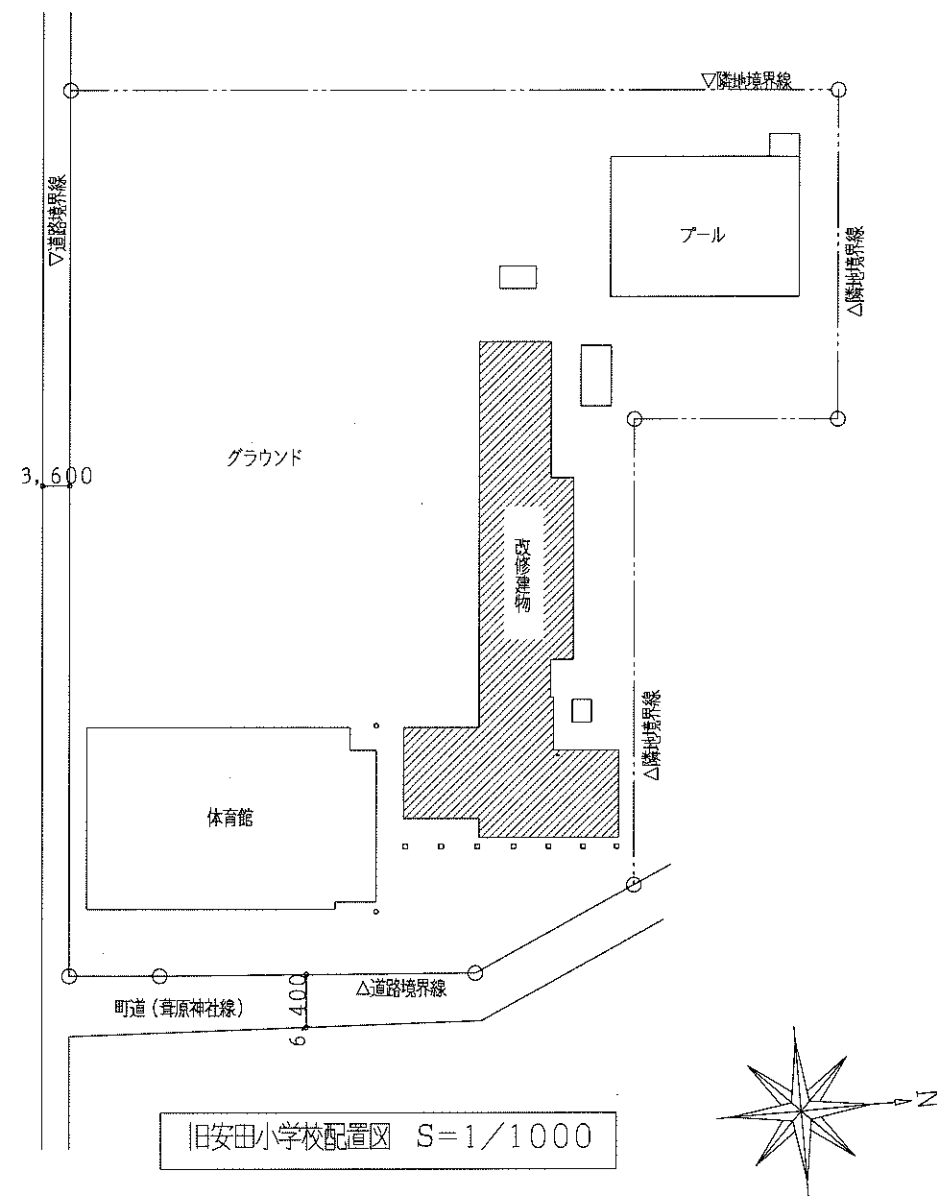 ▽隣地境界線
▽道路境界線
プール
△隣地境界線
グラウンド
3,600
改修建物
△隣地境界線
体育館
△道路境界線
6,400
町道(葺原神社線)
旧安田小学校配置図 S=1/1000
N